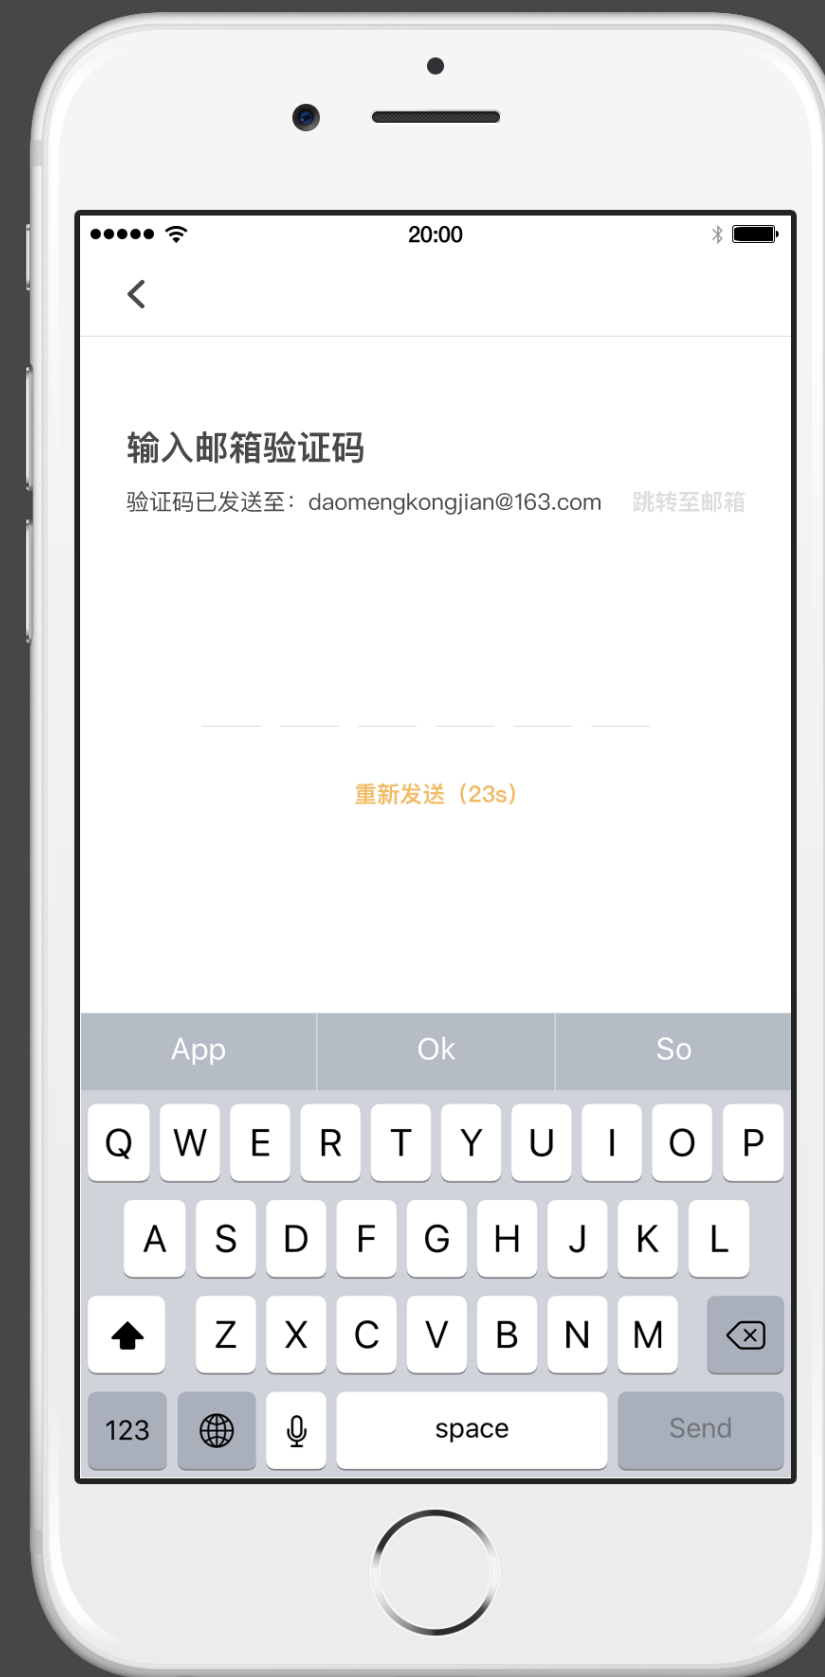 20:00
输入邮箱验证码
验证码已发送至：daomengkongjian@163.com 跳转至邮箱
重新发送（23s）
App Ok So
Q W E R T Y U I O P
A S D F G H J K L
Z X C V B N M
123 space Send